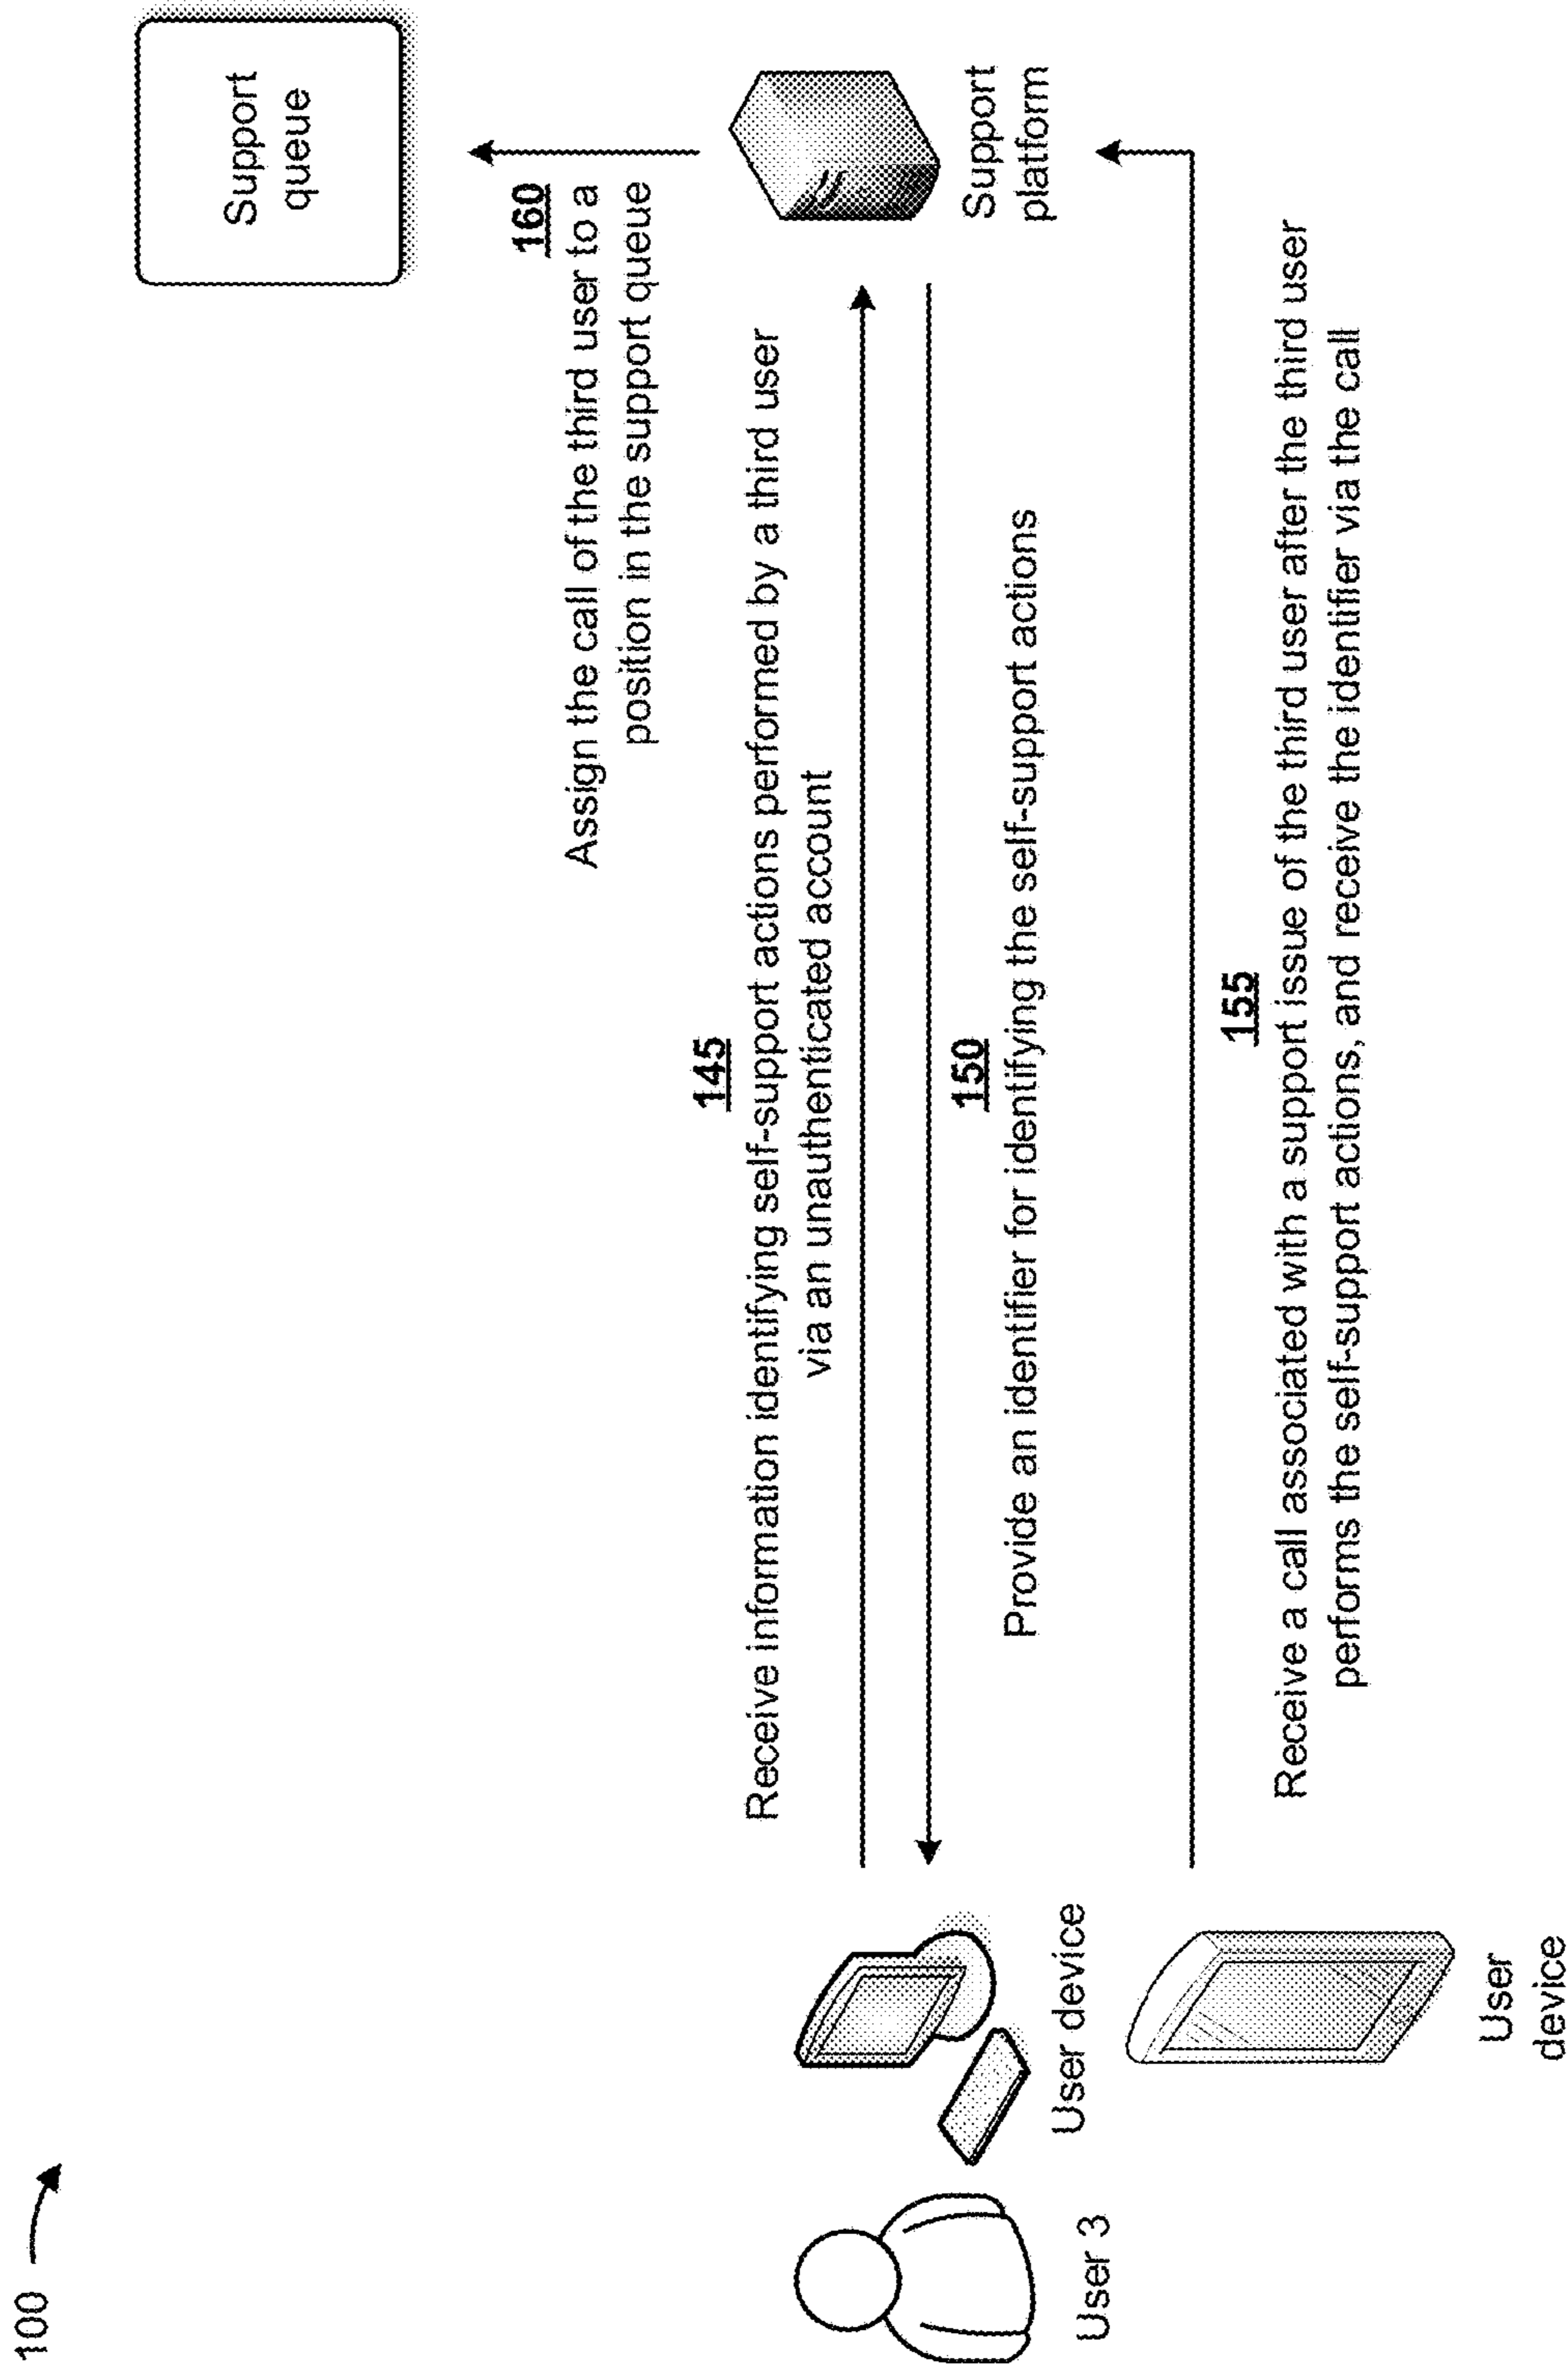 100
Support
queue
160
Assign the call of the third user to a
position in the support queue
145
Receive information identifying self-support actions performed by a third user
via an unauthenticated account
150
Provide an identifier for identifying the self-support actions
Support
platform
155
Receive a call associated with a support issue of the third user after the third user
performs the self-support actions, and receive the identifier via the call
User 3
User device
User
device